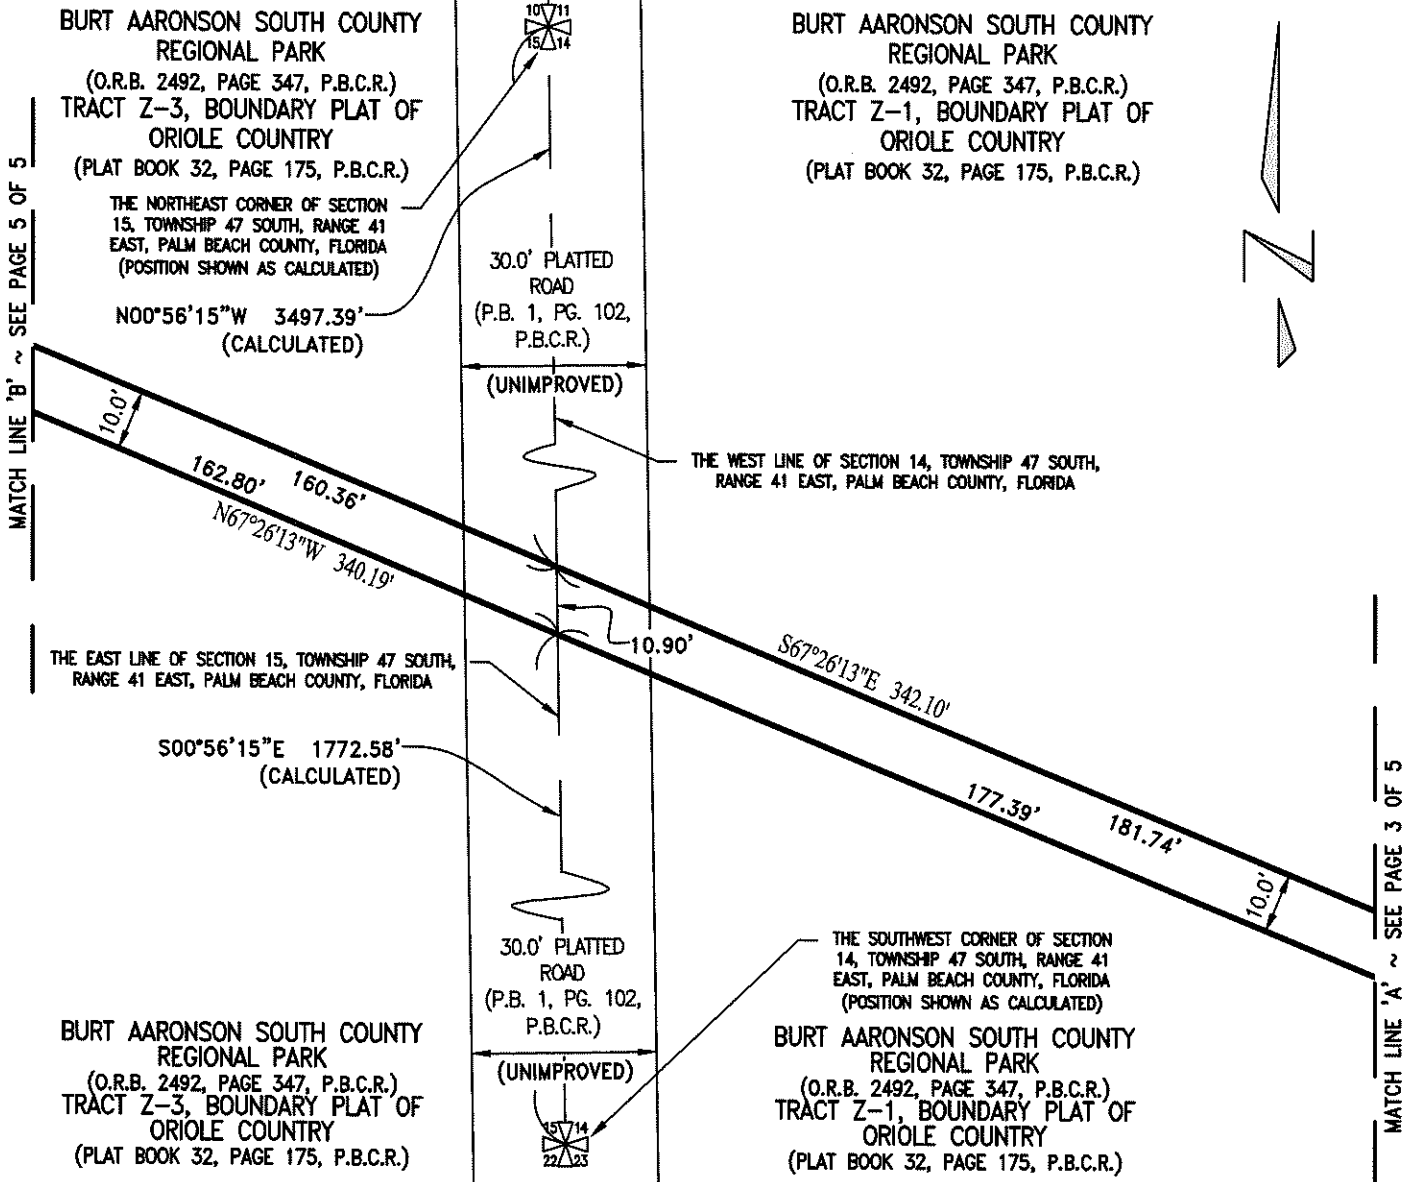 BURT AARONSON SOUTH COUNTY
REGIONAL PARK
(O.R.B. 2492, PAGE 347, P.B.C.R.)
TRACT Z-3, BOUNDARY PLAT OF
ORIOLE COUNTRY
(PLAT BOOK 32, PAGE 175, P.B.C.R.)
10 11
15 14
BURT AARONSON SOUTH COUNTY
REGIONAL PARK
(O.R.B. 2492, PAGE 347, P.B.C.R.)
TRACT Z-1, BOUNDARY PLAT OF
ORIOLE COUNTRY
(PLAT BOOK 32, PAGE 175, P.B.C.R.)
THE NORTHEAST CORNER OF SECTION
15, TOWNSHIP 47 SOUTH, RANGE 41
EAST, PALM BEACH COUNTY, FLORIDA
(POSITION SHOWN AS CALCULATED)
N00°56'15"W 3497.39'
(CALCULATED)
30.0' PLATTED
ROAD
(P.B. 1, PG. 102,
P.B.C.R.)
(UNIMPROVED)
N
MATCH LINE 'B' ~ SEE PAGE 5 OF 5
10.0'
162.80'
160.36'
N67°26'13"W 340.19'
THE WEST LINE OF SECTION 14, TOWNSHIP 47 SOUTH,
RANGE 41 EAST, PALM BEACH COUNTY, FLORIDA
10.90'
THE EAST LINE OF SECTION 15, TOWNSHIP 47 SOUTH,
RANGE 41 EAST, PALM BEACH COUNTY, FLORIDA
S67°26'13"E 342.10'
S00°56'15"E 1772.58'
(CALCULATED)
177.39'
181.74'
10.0'
MATCH LINE 'A' ~ SEE PAGE 3 OF 5
30.0' PLATTED
ROAD
(P.B. 1, PG. 102,
P.B.C.R.)
(UNIMPROVED)
THE SOUTHWEST CORNER OF SECTION
14, TOWNSHIP 47 SOUTH, RANGE 41
EAST, PALM BEACH COUNTY, FLORIDA
(POSITION SHOWN AS CALCULATED)
BURT AARONSON SOUTH COUNTY
REGIONAL PARK
(O.R.B. 2492, PAGE 347, P.B.C.R.)
TRACT Z-3, BOUNDARY PLAT OF
ORIOLE COUNTRY
(PLAT BOOK 32, PAGE 175, P.B.C.R.)
15 14
22 23
BURT AARONSON SOUTH COUNTY
REGIONAL PARK
(O.R.B. 2492, PAGE 347, P.B.C.R.)
TRACT Z-1, BOUNDARY PLAT OF
ORIOLE COUNTRY
(PLAT BOOK 32, PAGE 175, P.B.C.R.)